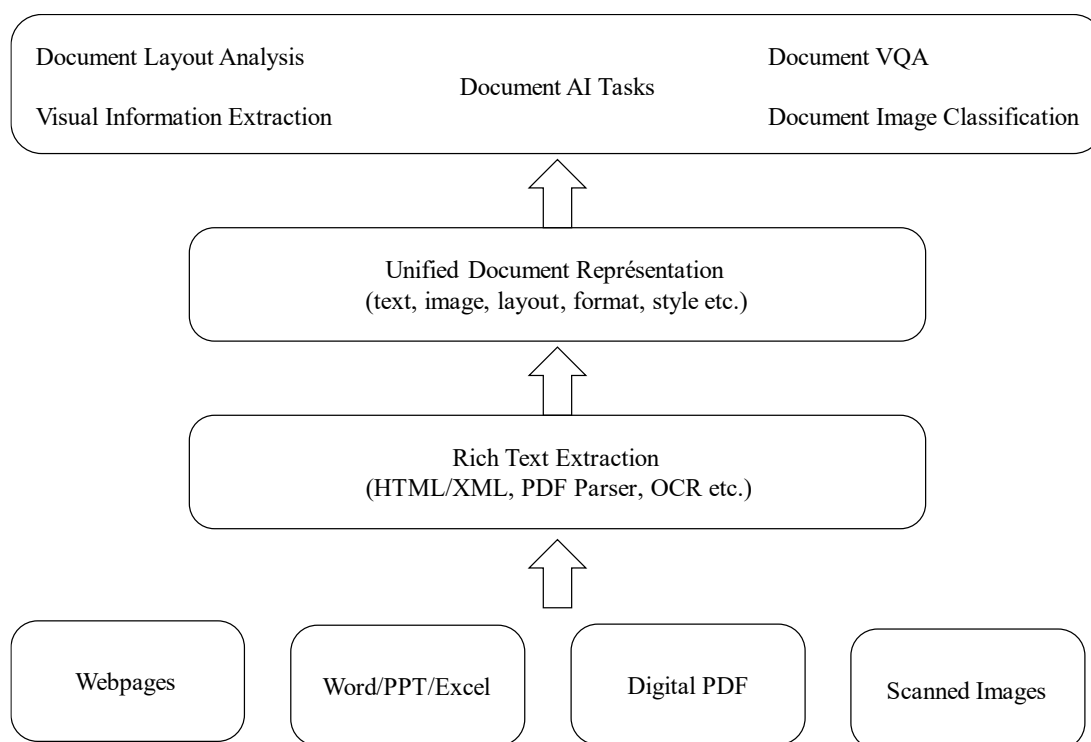 Document Layout Analysis
Document VQA
Document AI Tasks
Visual Information Extraction
Document Image Classification
Unified Document Représentation
(text, image, layout, format, style etc.)
Rich Text Extraction
(HTML/XML, PDF Parser, OCR etc.)
Webpages
Word/PPT/Excel
Digital PDF
Scanned Images